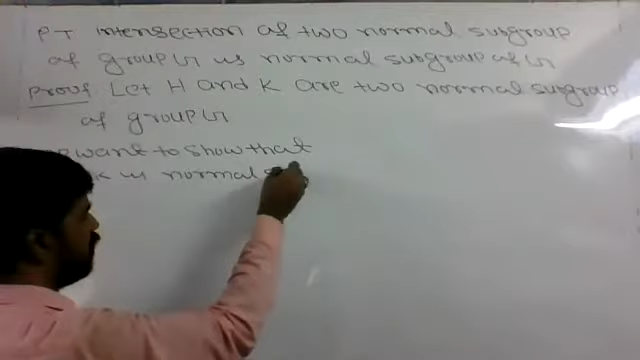 P T intersection of two normal subgroup
of group G is normal subgroup of G
Proof Let H and K are two normal subgroup
of group G
want to show that
K is normal